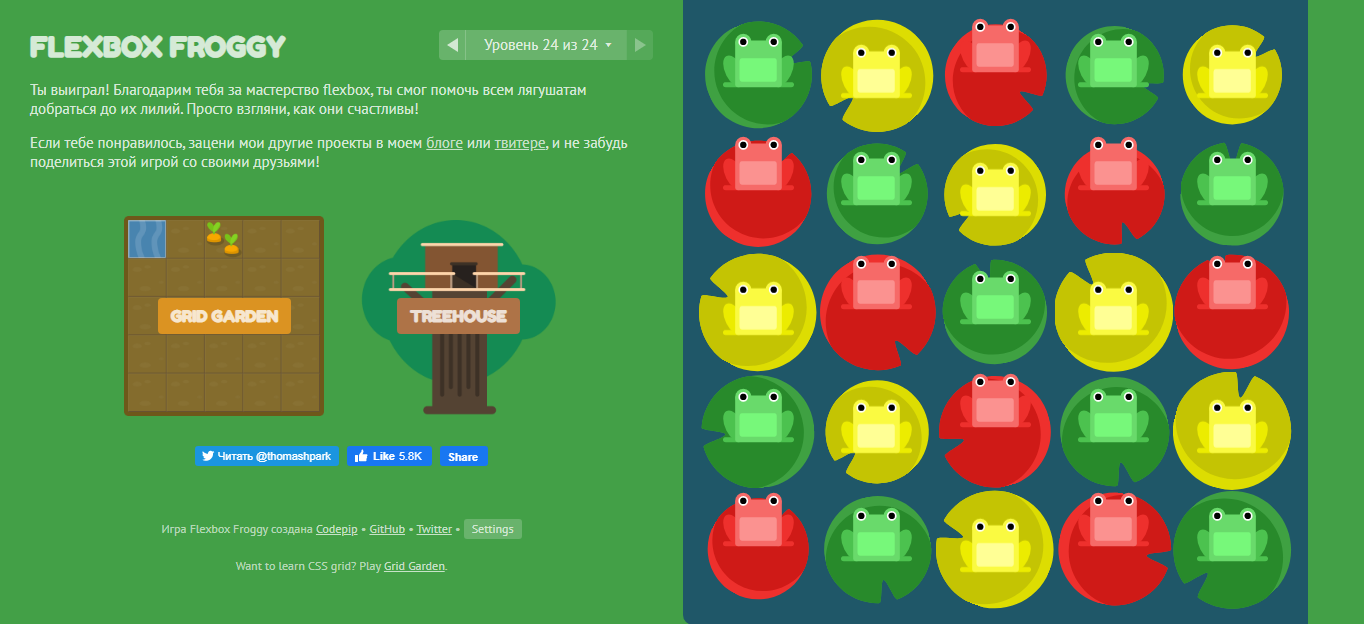 FLEXBOX FROGGY
Уровень 24 из 24
Ты выиграл! Благодарим тебя за мастерство flexbox, ты смог помочь всем лягушатам
добраться до их лилий. Просто взгляни, как они счастливы!
Если тебе понравилось, зацени мои другие проекты в моем блоге или твитере, и не забудь
поделиться этой игрой со своими друзьями!
GRID GARDEN
TREEHOUSE
Читать @thomashpark
Like 5.8K
Share
Игра Flexbox Froggy создана Codepip • GitHub • Twitter • Settings
Want to learn CSS grid? Play Grid Garden.